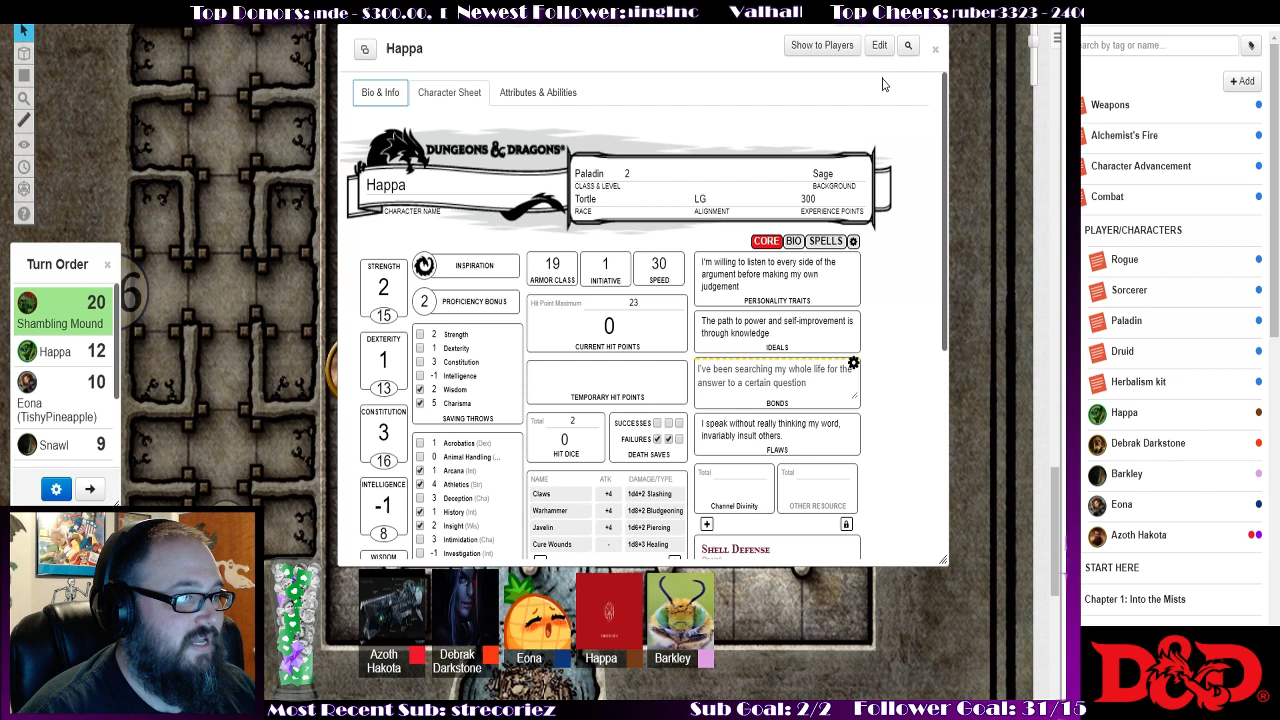 Top Donors: ande - $300.00, I Newest Follower: iingInc Valhall Top Cheers: ruber3323 - 2400
Happa
Show to Players
Edit
Bio & Info
Character Sheet
Attributes & Abilities
DUNGEONS & DRAGONS®
Happa
CHARACTER NAME
Paladin 2 Sage
CLASS & LEVEL BACKGROUND
Tortle LG 300
RACE ALIGNMENT EXPERIENCE POINTS
CORE BIO SPELLS
STRENGTH
2
15
DEXTERITY
1
13
CONSTITUTION
3
16
INTELLIGENCE
-1
8
WISDOM
INSPIRATION
2 PROFICIENCY BONUS
2 Strength
1 Dexterity
3 Constitution
-1 Intelligence
2 Wisdom
5 Charisma
SAVING THROWS
1 Acrobatics (Dex)
0 Animal Handling (...
1 Arcana (Int)
4 Athletics (Str)
3 Deception (Cha)
1 History (Int)
2 Insight (Wis)
3 Intimidation (Cha)
-1 Investigation (Int)
19
ARMOR CLASS
1
INITIATIVE
30
SPEED
Hit Point Maximum 23
0
CURRENT HIT POINTS
TEMPORARY HIT POINTS
Total 2
0
HIT DICE
SUCCESSES
FAILURES
DEATH SAVES
NAME ATK DAMAGE/TYPE
Claws +4 1d4+2 Slashing
Warhammer +4 1d8+2 Bludgeoning
Javelin +4 1d6+2 Piercing
Cure Wounds - 1d8+3 Healing
I'm willing to listen to every side of the
argument before making my own
judgement
PERSONALITY TRAITS
The path to power and self-improvement is
through knowledge
IDEALS
I've been searching my whole life for the
answer to a certain question
BONDS
I speak without really thinking my word,
invariably insult others.
FLAWS
Total
Channel Divinity
Total
OTHER RESOURCE
SHELL DEFENSE
Turn Order
20
Shambling Mound
Happa 12
10
Eona
(TishyPineapple)
Snawl 9
6
Azoth
Hakota
Debrak
Darkstone
Eona
Happa
Barkley
earch by tag or name...
+ Add
Weapons
Alchemist's Fire
Character Advancement
Combat
PLAYER/CHARACTERS
Rogue
Sorcerer
Paladin
Druid
Herbalism kit
Happa
Debrak Darkstone
Barkley
Eona
Azoth Hakota
START HERE
Chapter 1: Into the Mists
D&D®
Most Recent Sub: strecoriez Sub Goal: 2/2 Follower Goal: 31/15